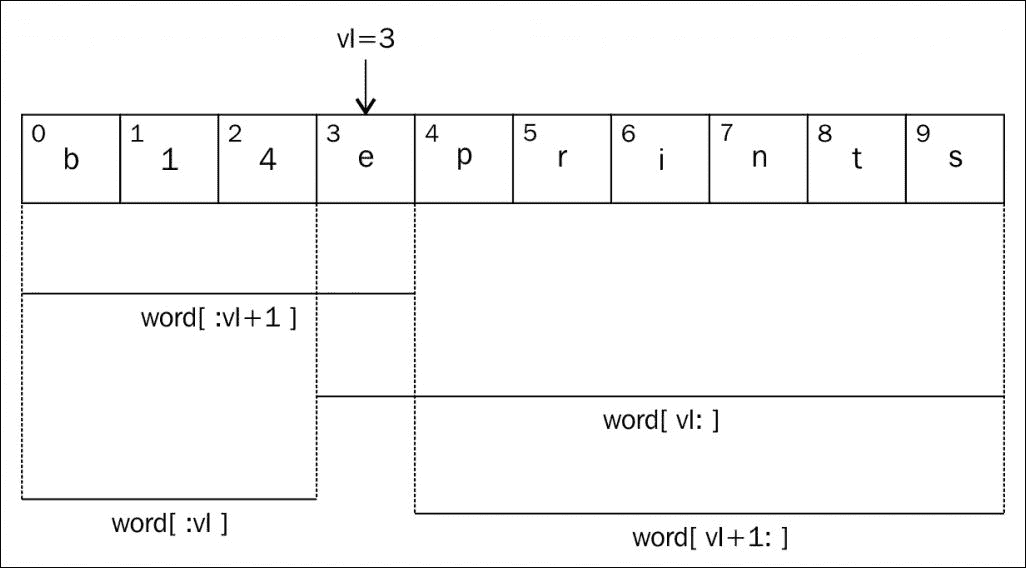 vl=3
0 1 2 3 4 5 6 7 8 9
b 1 4 e p r i n t s
word[ :vl+1 ]
word[ vl: ]
word[ :vl ]
word[ vl+1: ]